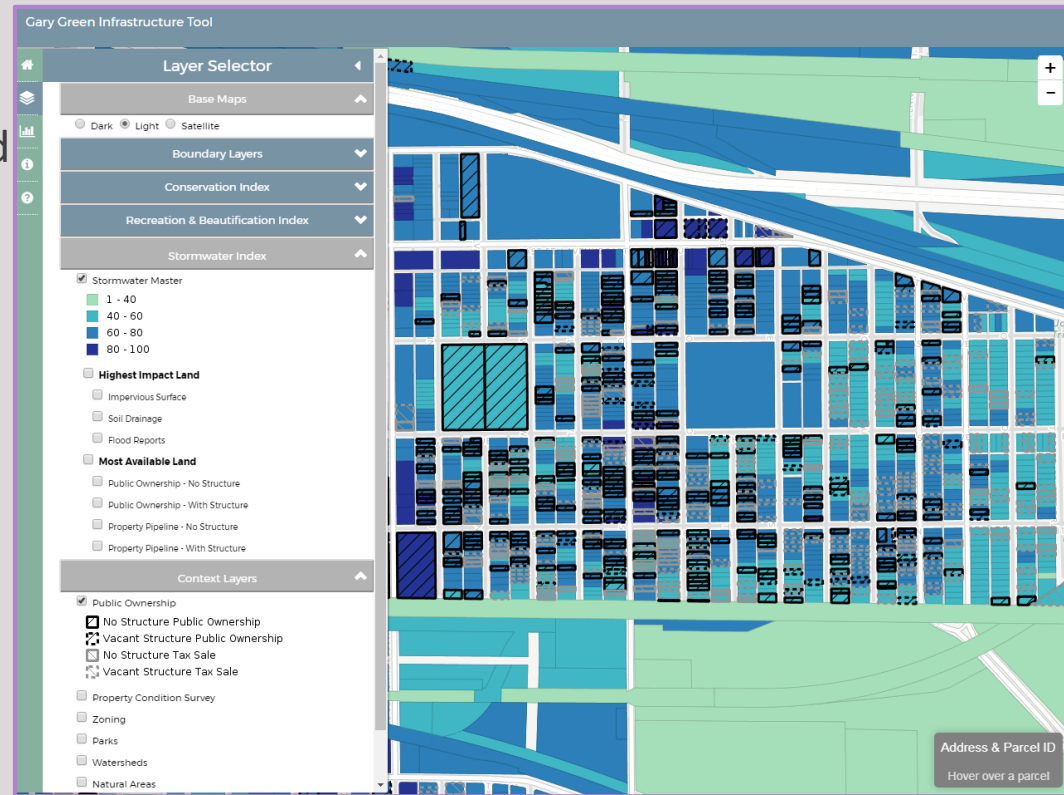 Gary Green Infrastructure Tool
Layer Selector
Base Maps
Dark Light Satellite
Boundary Layers
Conservation Index
Recreation & Beautification Index
Stormwater Index
Stormwater Master
1 - 40
40 - 60
60 - 80
80 - 100
Highest Impact Land
Impervious Surface
Soil Drainage
Flood Reports
Most Available Land
Public Ownership - No Structure
Public Ownership - With Structure
Property Pipeline - No Structure
Property Pipeline - With Structure
Context Layers
Public Ownership
No Structure Public Ownership
Vacant Structure Public Ownership
No Structure Tax Sale
Vacant Structure Tax Sale
Property Condition Survey
Zoning
Parks
Watersheds
Natural Areas
+
-
Address & Parcel ID
Hover over a parcel